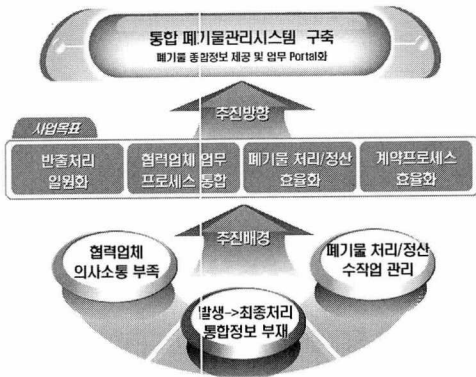 통합 폐기물관리시스템 구축
폐기물 종합정보 제공 및 업무 Portal화
추진방향
사업목표
반출처리
일원화
협력업체 업무
프로세스 통합
폐기물 처리/정산
효율화
계약프로세스
효율화
추진배경
협력업체
의사소통 부족
폐기물 처리/정산
수작업 관리
발생->최종처리
통합정보 부재